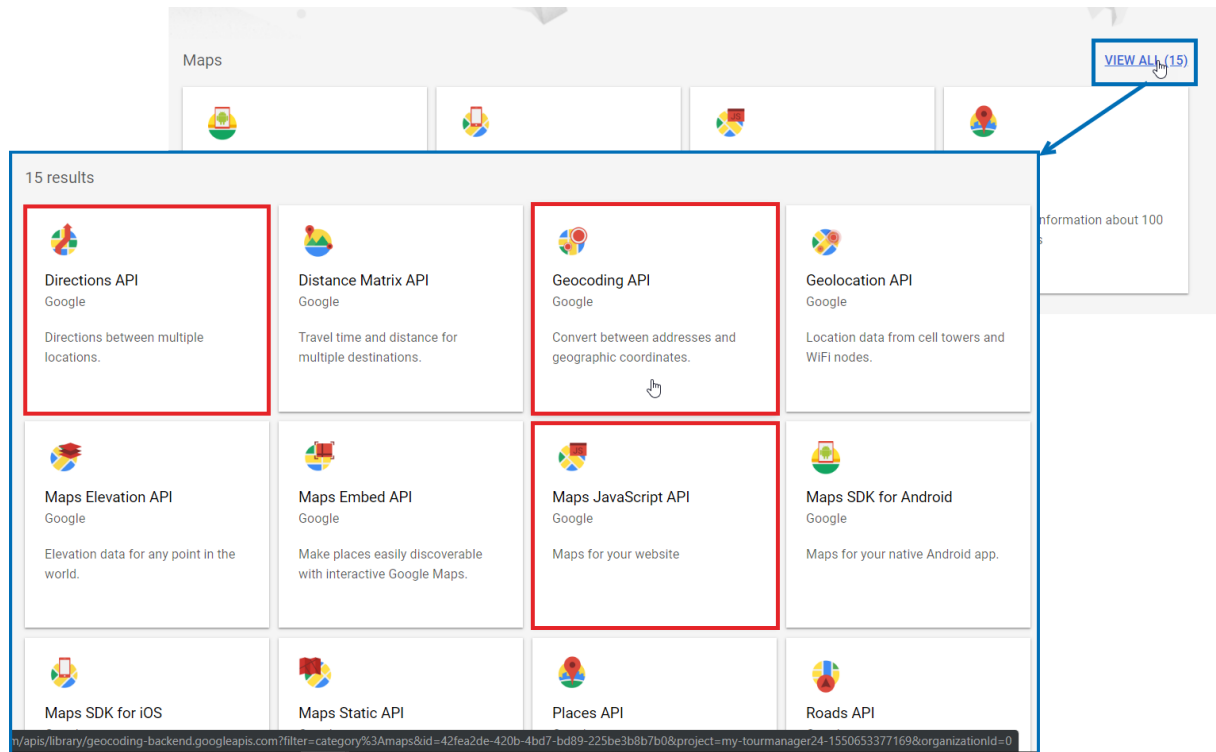 Maps
VIEW ALL (15)
15 results
nformation about 100
s
Directions API
Google
Directions between multiple
locations.
Distance Matrix API
Google
Travel time and distance for
multiple destinations.
Geocoding API
Google
Convert between addresses and
geographic coordinates.
Geolocation API
Google
Location data from cell towers and
WiFi nodes.
Maps Elevation API
Google
Elevation data for any point in the
world.
Maps Embed API
Google
Make places easily discoverable
with interactive Google Maps.
JS
Maps JavaScript API
Google
Maps for your website
Maps SDK for Android
Google
Maps for your native Android app.
Maps SDK for iOS
Maps Static API
Places API
Roads API
m/apis/library/geocoding-backend.googleapis.com?filter=category%3Amaps&id=42fea2de-420b-4bd7-bd89-225be3b8b7b0&project=my-tourmanager24-1550653377169&organizationId=0